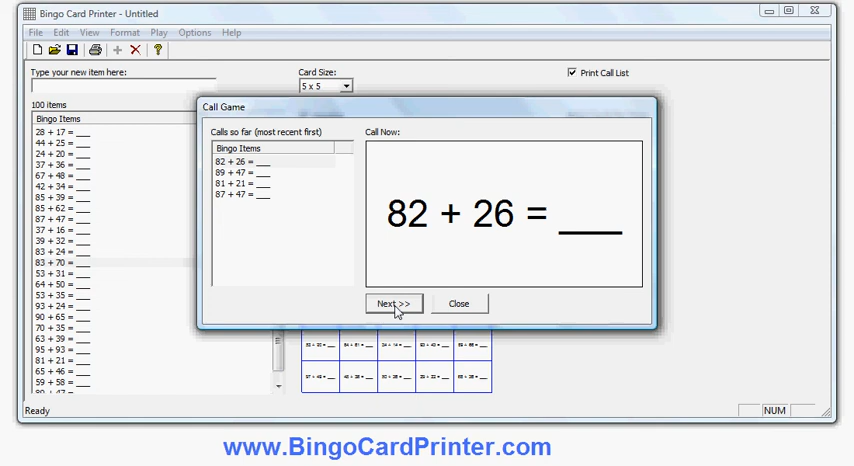 Bingo Card Printer - Untitled
File Edit View Format Play Options Help
Type your new item here:
Card Size:
Print Call List
5 x 5
100 items
Bingo Items
28 + 17 = ___
44 + 25 = ___
24 + 20 = ___
37 + 36 = ___
67 + 48 = ___
42 + 34 = ___
85 + 39 = ___
85 + 62 = ___
87 + 47 = ___
37 + 16 = ___
39 + 32 = ___
83 + 24 = ___
83 + 70 = ___
53 + 31 = ___
64 + 50 = ___
53 + 35 = ___
93 + 24 = ___
90 + 65 = ___
70 + 35 = ___
63 + 39 = ___
95 + 93 = ___
81 + 21 = ___
65 + 46 = ___
59 + 58 = ___
Call Game
Calls so far (most recent first)
Bingo Items
82 + 26 = ___
89 + 47 = ___
81 + 21 = ___
87 + 47 = ___
Call Now:
82 + 26 = ___
Next >>
Close
Ready
NUM
www.BingoCardPrinter.com